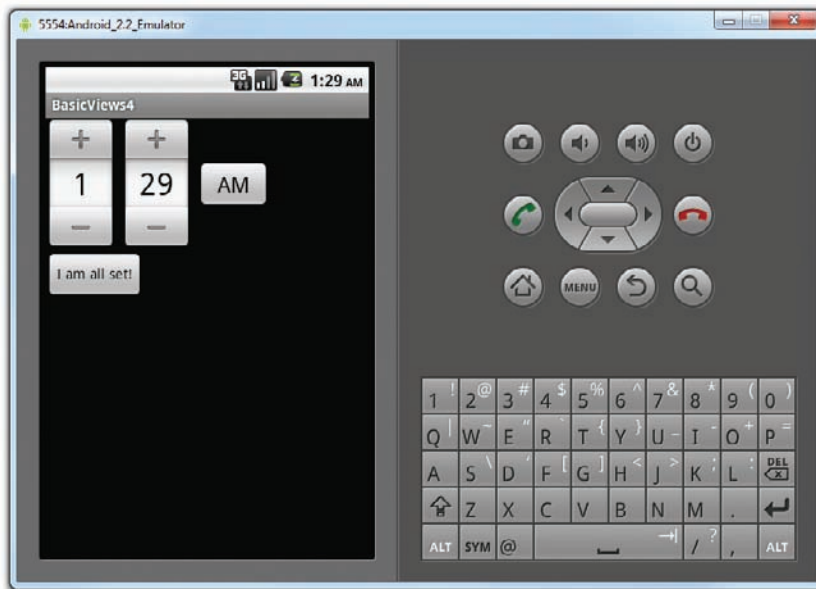 5554:Android_2.2_Emulator
3G 1:29 AM
BasicViews4
1 29 AM
I am all set!
MENU
1 ! 2 @ 3 # 4 $ 5 % 6 ^ 7 & 8 * 9 ( 0 )
Q | W ~ E " R ` T { Y } U _ I - O + P =
A S \ D ' F [ G ] H < J > K ; L : DEL
Z X C V B N M .
ALT SYM @ / ? , ALT